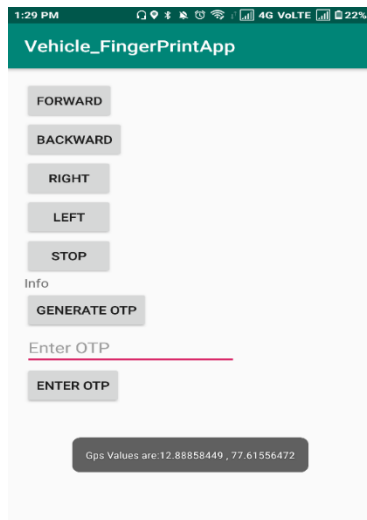 1:29 PM 4G VoLTE 22%
Vehicle_FingerPrintApp
FORWARD
BACKWARD
RIGHT
LEFT
STOP
Info
GENERATE OTP
Enter OTP
ENTER OTP
Gps Values are:12.88858449 , 77.61556472